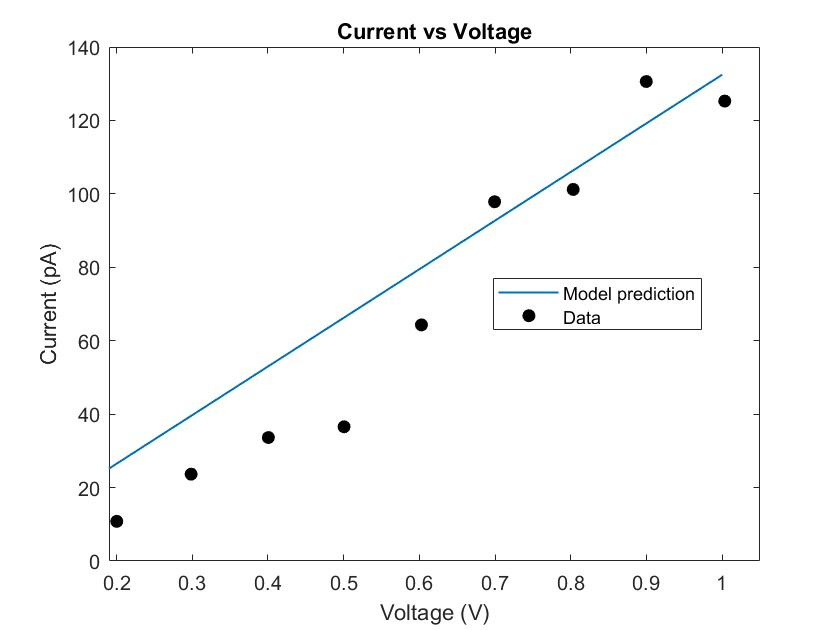 Current vs Voltage
140
120
100
80
60
40
20
0
Current (pA)
Model prediction
Data
0.2 0.3 0.4 0.5 0.6 0.7 0.8 0.9 1
Voltage (V)